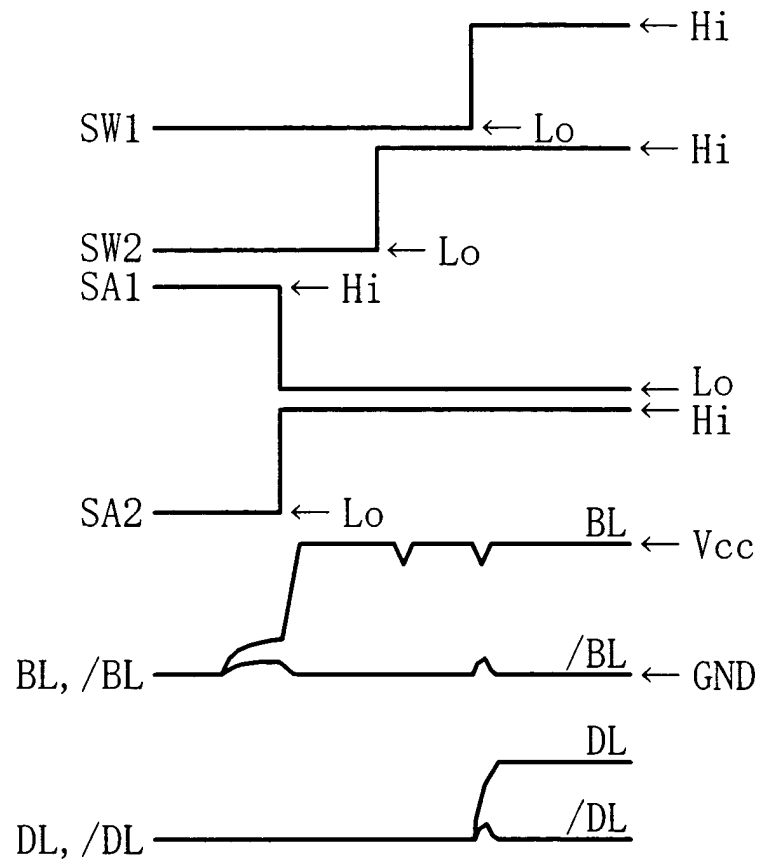 ← Hi
SW1 ← Lo
← Hi
SW2 ← Lo
SA1 ← Hi
← Lo
← Hi
SA2 ← Lo
BL ← Vcc
BL, /BL /BL ← GND
DL
DL, /DL /DL